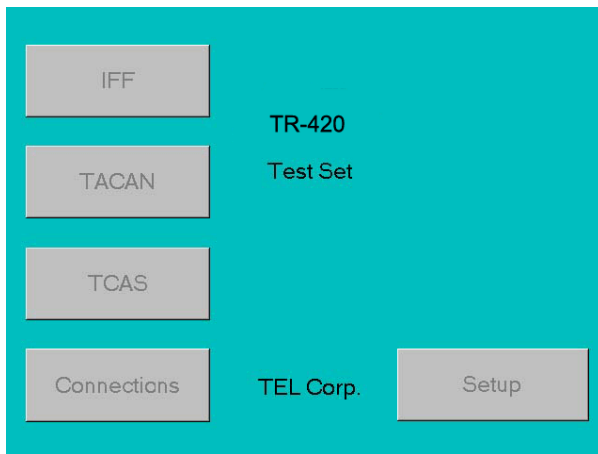 IFF
TR-420
TACAN
Test Set
TCAS
Connections
TEL Corp.
Setup